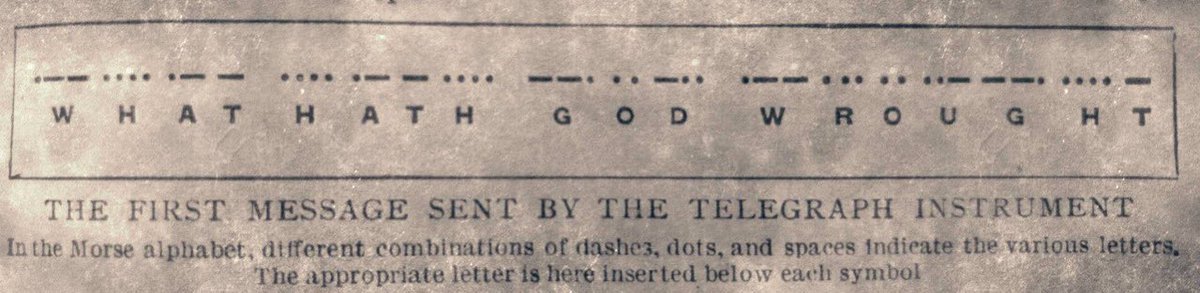 .–– .... .– – .... .– – .... ––. . . –.. .–– . .. . . ..– ––. .... –
W H A T H A T H G O D W R O U G H T
THE FIRST MESSAGE SENT BY THE TELEGRAPH INSTRUMENT
In the Morse alphabet, different combinations of dashes, dots, and spaces indicate the various letters.
The appropriate letter is here inserted below each symbol